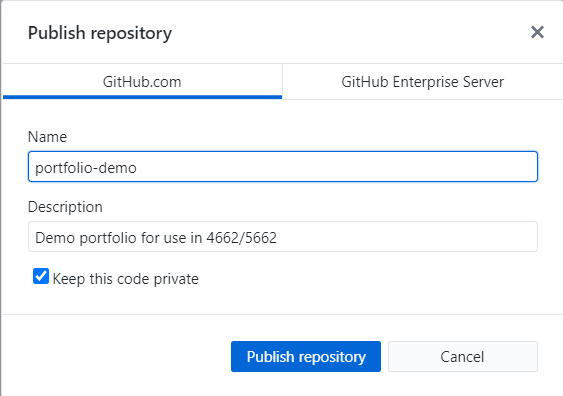 Publish repository
GitHub.com
GitHub Enterprise Server
Name
portfolio-demo
Description
Demo portfolio for use in 4662/5662
Keep this code private
Publish repository
Cancel